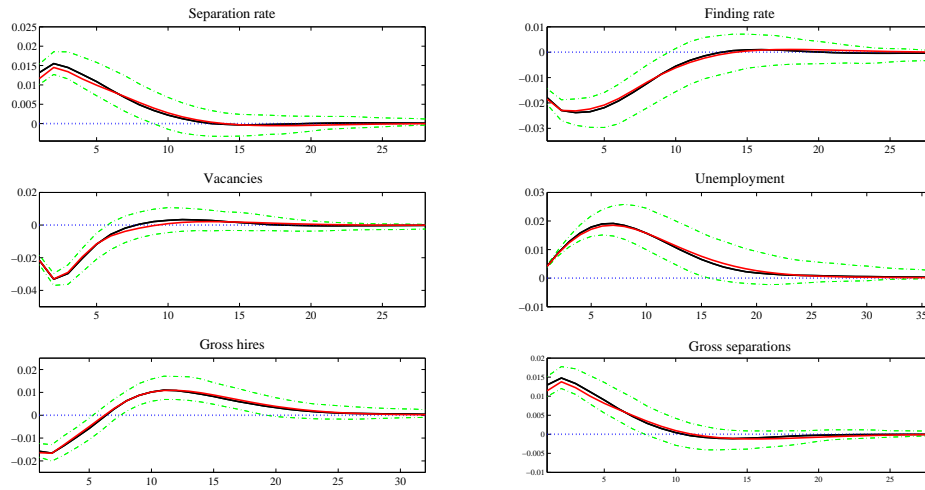 Separation rate
0.025
0.02
0.015
0.01
0.005
0
5 10 15 20 25
Finding rate
0.01
0
−0.01
−0.02
−0.03
5 10 15 20 25
Vacancies
0.02
0
−0.02
−0.04
5 10 15 20 25
Unemployment
0.03
0.02
0.01
0
−0.01
5 10 15 20 25 30 35
Gross hires
0.02
0.01
0
−0.01
−0.02
5 10 15 20 25 30
Gross separations
0.02
0.015
0.01
0.005
0
−0.005
−0.01
5 10 15 20 25